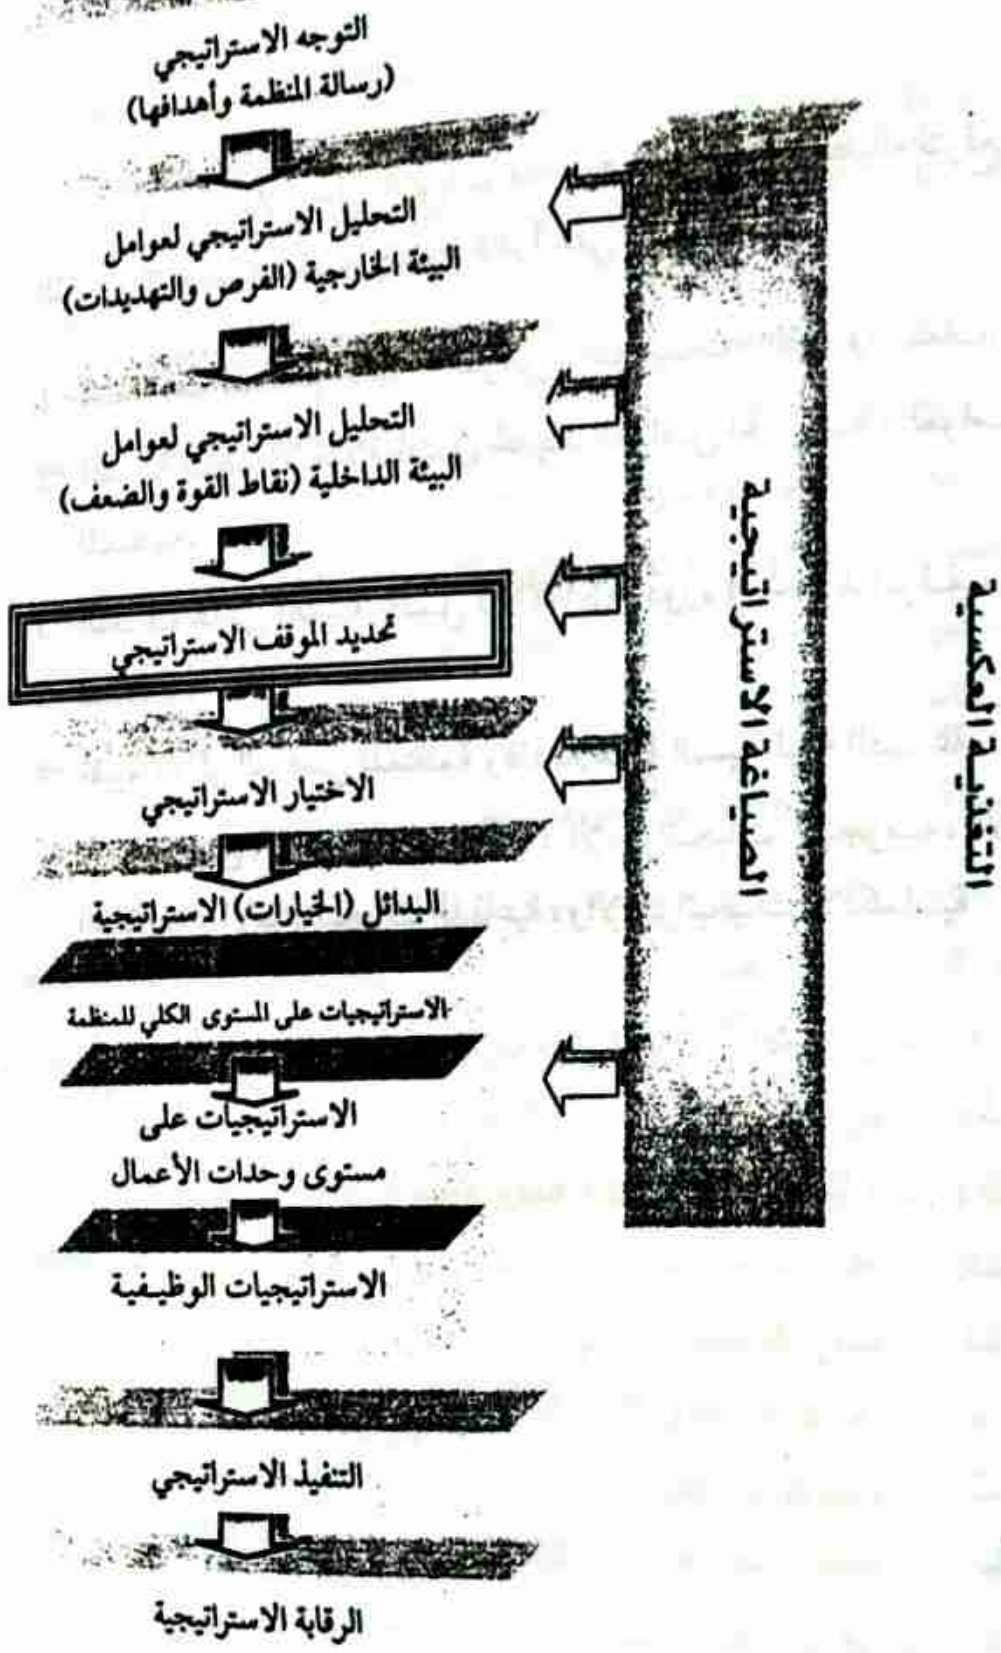 التوجه الاستراتيجي
(رسالة المنظمة وأهدافها)
التحليل الاستراتيجي لعوامل
البيئة الخارجية (الفرص والتهديدات)
التحليل الاستراتيجي لعوامل
البيئة الداخلية (نقاط القوة والضعف)
تحديد الموقف الاستراتيجي
الاختيار الاستراتيجي
البدائل (الخيارات) الاستراتيجية
الاستراتيجيات على المستوى الكلي للمنظمة
الاستراتيجيات على
مستوى وحدات الأعمال
الاستراتيجيات الوظيفية
التنفيذ الاستراتيجي
الرقابة الاستراتيجية
الصياغة الاستراتيجية
التغذية العكسية